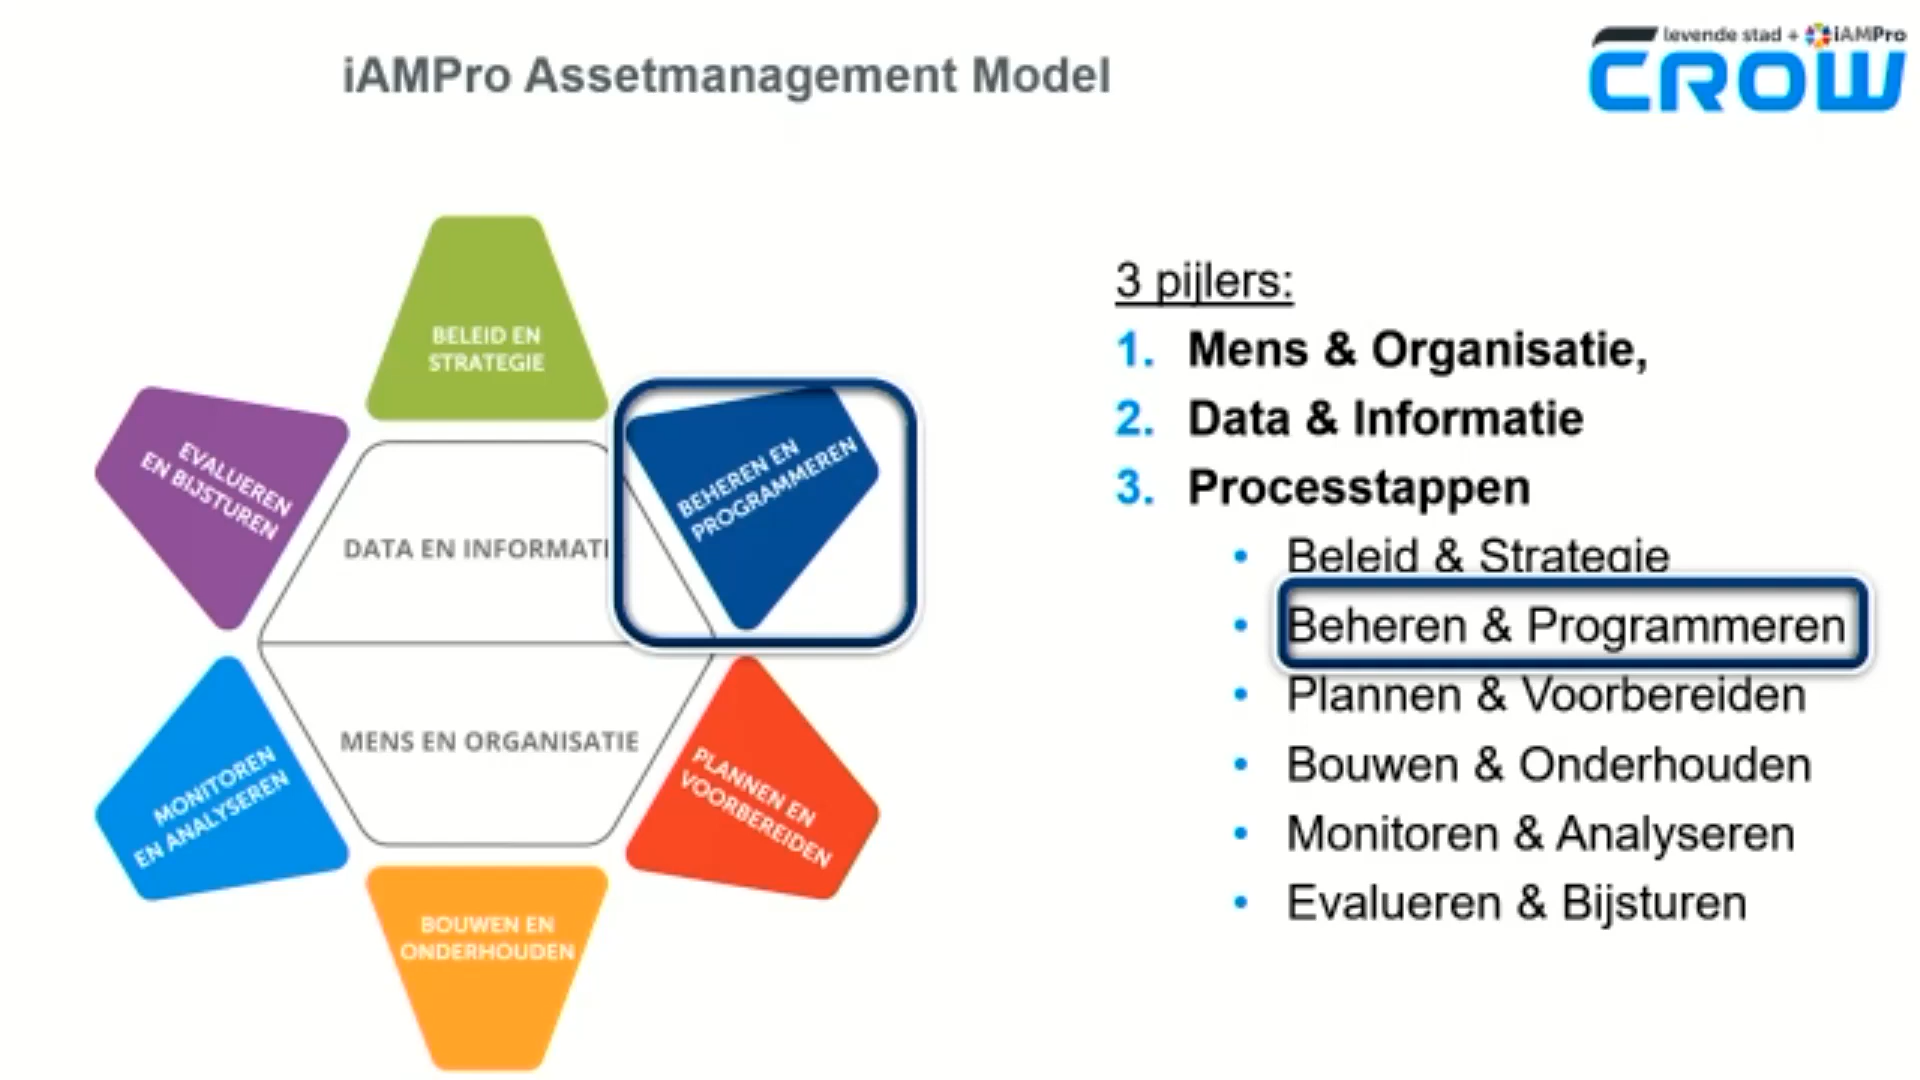 levende stad + iAMPro
CROW
iAMPro Assetmanagement Model
BELEID EN
STRATEGIE
EVALUEREN
EN BIJSTUREN
BEHEREN EN
PROGRAMMEREN
DATA EN INFORMATI
MENS EN ORGANISATIE
MONITOREN
EN ANALYSEREN
PLANNEN EN
VOORBEREIDEN
BOUWEN EN
ONDERHOUDEN
3 pijlers:
1. Mens & Organisatie,
2. Data & Informatie
3. Processtappen
• Beleid & Strategie
• Beheren & Programmeren
• Plannen & Voorbereiden
• Bouwen & Onderhouden
• Monitoren & Analyseren
• Evalueren & Bijsturen